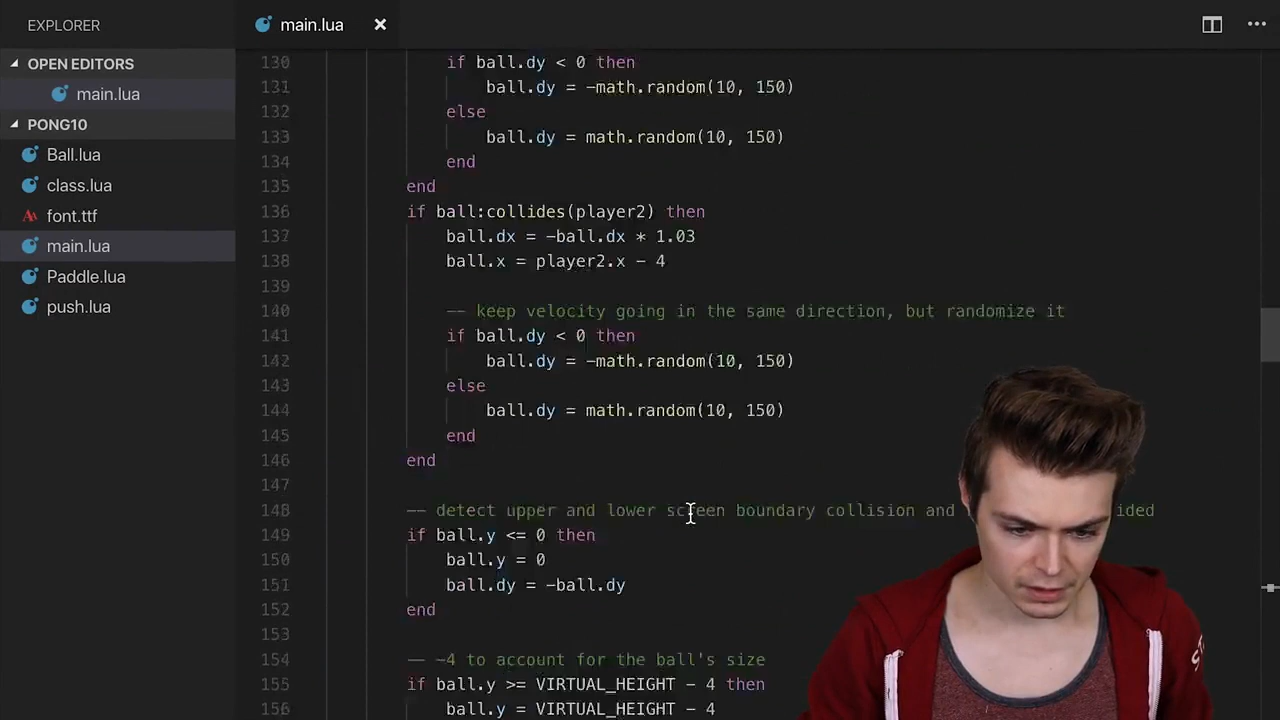 EXPLORER
main.lua
OPEN EDITORS
main.lua
PONG10
Ball.lua
class.lua
font.ttf
main.lua
Paddle.lua
push.lua
130 if ball.dy < 0 then
131 ball.dy = -math.random(10, 150)
132 else
133 ball.dy = math.random(10, 150)
134 end
135 end
136 if ball:collides(player2) then
137 ball.dx = -ball.dx * 1.03
138 ball.x = player2.x - 4
139
140 -- keep velocity going in the same direction, but randomize it
141 if ball.dy < 0 then
142 ball.dy = -math.random(10, 150)
143 else
144 ball.dy = math.random(10, 150)
145 end
146 end
147
148 -- detect upper and lower screen boundary collision and
149 if ball.y <= 0 then
150 ball.y = 0
151 ball.dy = -ball.dy
152 end
153
154 -- -4 to account for the ball's size
155 if ball.y >= VIRTUAL_HEIGHT - 4 then
156 ball.y = VIRTUAL_HEIGHT - 4